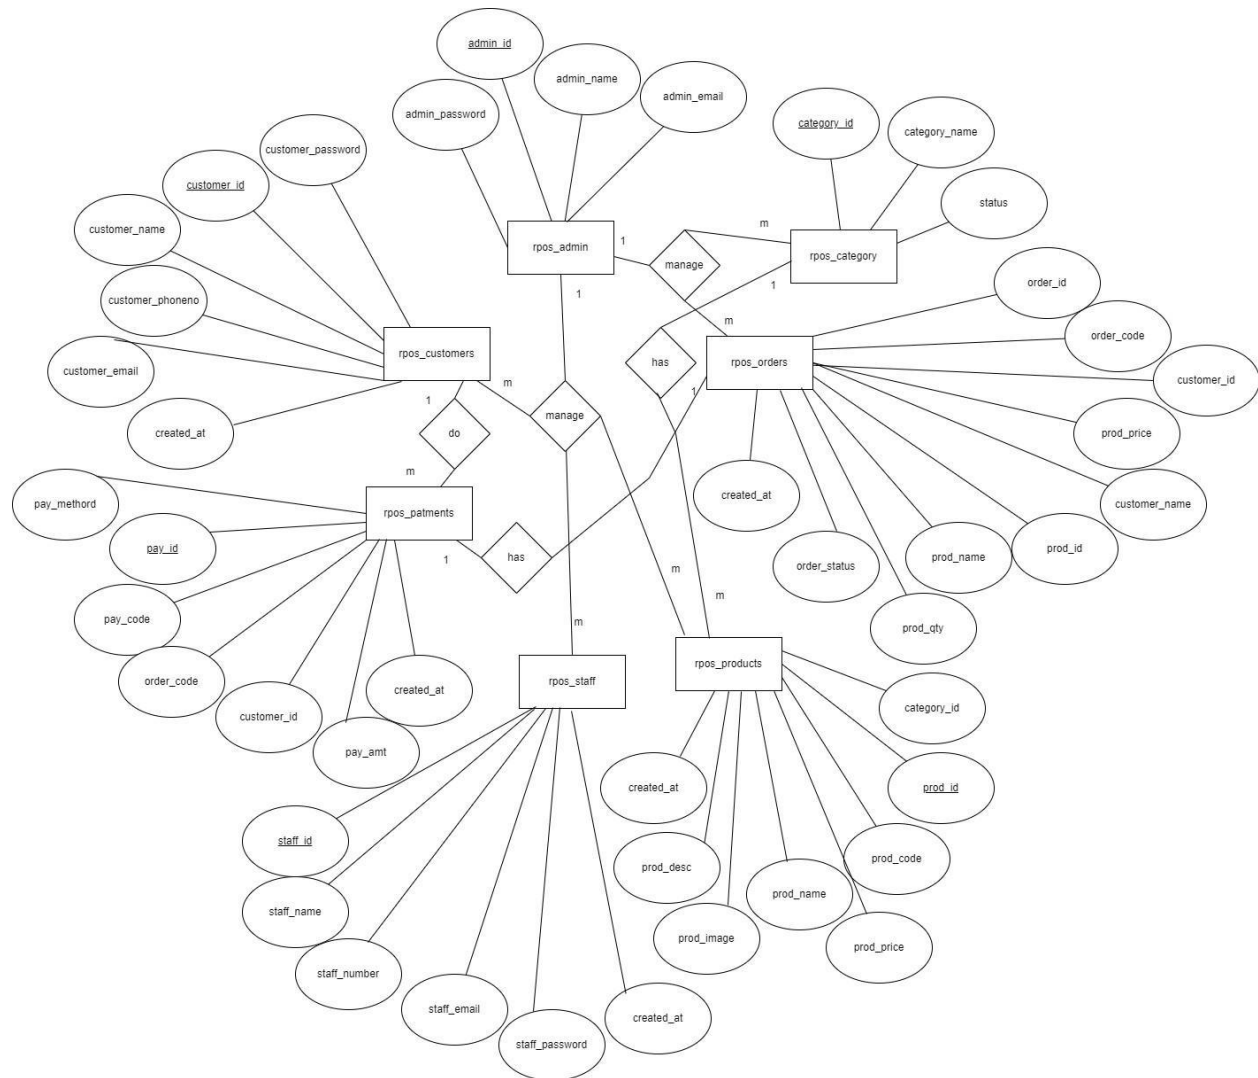 admin_id
admin_name
admin_email
admin_password
category_id
category_name
customer_password
customer_id
status
customer_name
rpos_admin
1
m
manage
rpos_category
customer_phoneno
1
1
order_id
m
order_code
rpos_customers
rpos_orders
customer_email
has
customer_id
m
1
1
manage
created_at
do
prod_price
m
created_at
pay_methord
customer_name
rpos_patments
pay_id
1
has
prod_name
prod_id
order_status
m
m
pay_code
m
prod_qty
order_code
rpos_staff
rpos_products
created_at
category_id
customer_id
pay_amt
created_at
prod_id
staff_id
prod_desc
prod_code
prod_name
staff_name
prod_image
prod_price
staff_number
staff_email
created_at
staff_password